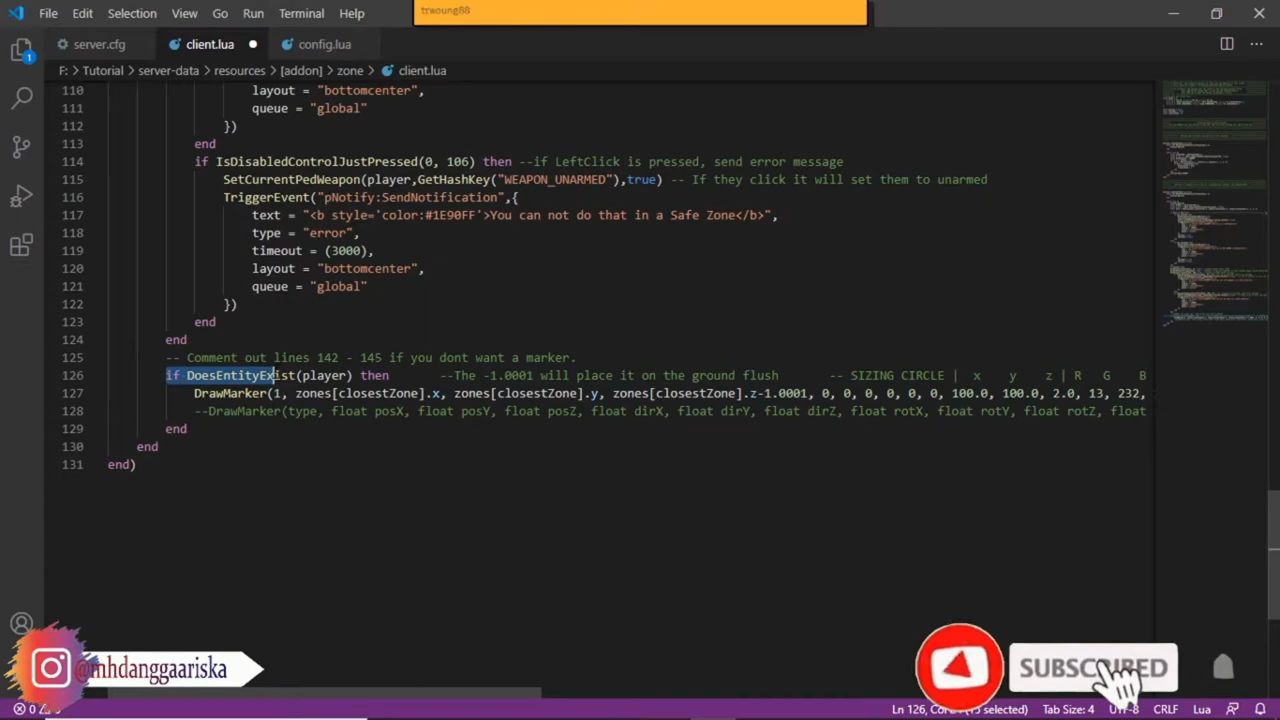 trwoung88
File Edit Selection View Go Run Terminal Help
server.cfg client.lua config.lua
F: > Tutorial > server-data > resources > [addon] > zone > client.lua
110 layout = "bottomcenter",
111 queue = "global"
112 })
113 end
114 if IsDisabledControlJustPressed(0, 106) then --if LeftClick is pressed, send error message
115 SetCurrentPedWeapon(player,GetHashKey("WEAPON_UNARMED"),true) -- If they click it will set them to unarmed
116 TriggerEvent("pNotify:SendNotification",{
117 text = "<b style='color:#1E90FF'>You can not do that in a Safe Zone</b>",
118 type = "error",
119 timeout = (3000),
120 layout = "bottomcenter",
121 queue = "global"
122 })
123 end
124 end
125 -- Comment out lines 142 - 145 if you dont want a marker.
126 if DoesEntityExist(player) then --The -1.0001 will place it on the ground flush -- SIZING CIRCLE | x y z | R G B
127 DrawMarker(1, zones[closestZone].x, zones[closestZone].y, zones[closestZone].z-1.0001, 0, 0, 0, 0, 0, 0, 100.0, 100.0, 2.0, 13, 232,
128 --DrawMarker(type, float posX, float posY, float posZ, float dirX, float dirY, float dirZ, float rotX, float rotY, float rotZ, float
129 end
130 end
131 end)
@mhdanggaariska
SUBSCRIBED
0 Ln 126, selected) Tab Size: 4 UTF-8 CRLF Lua